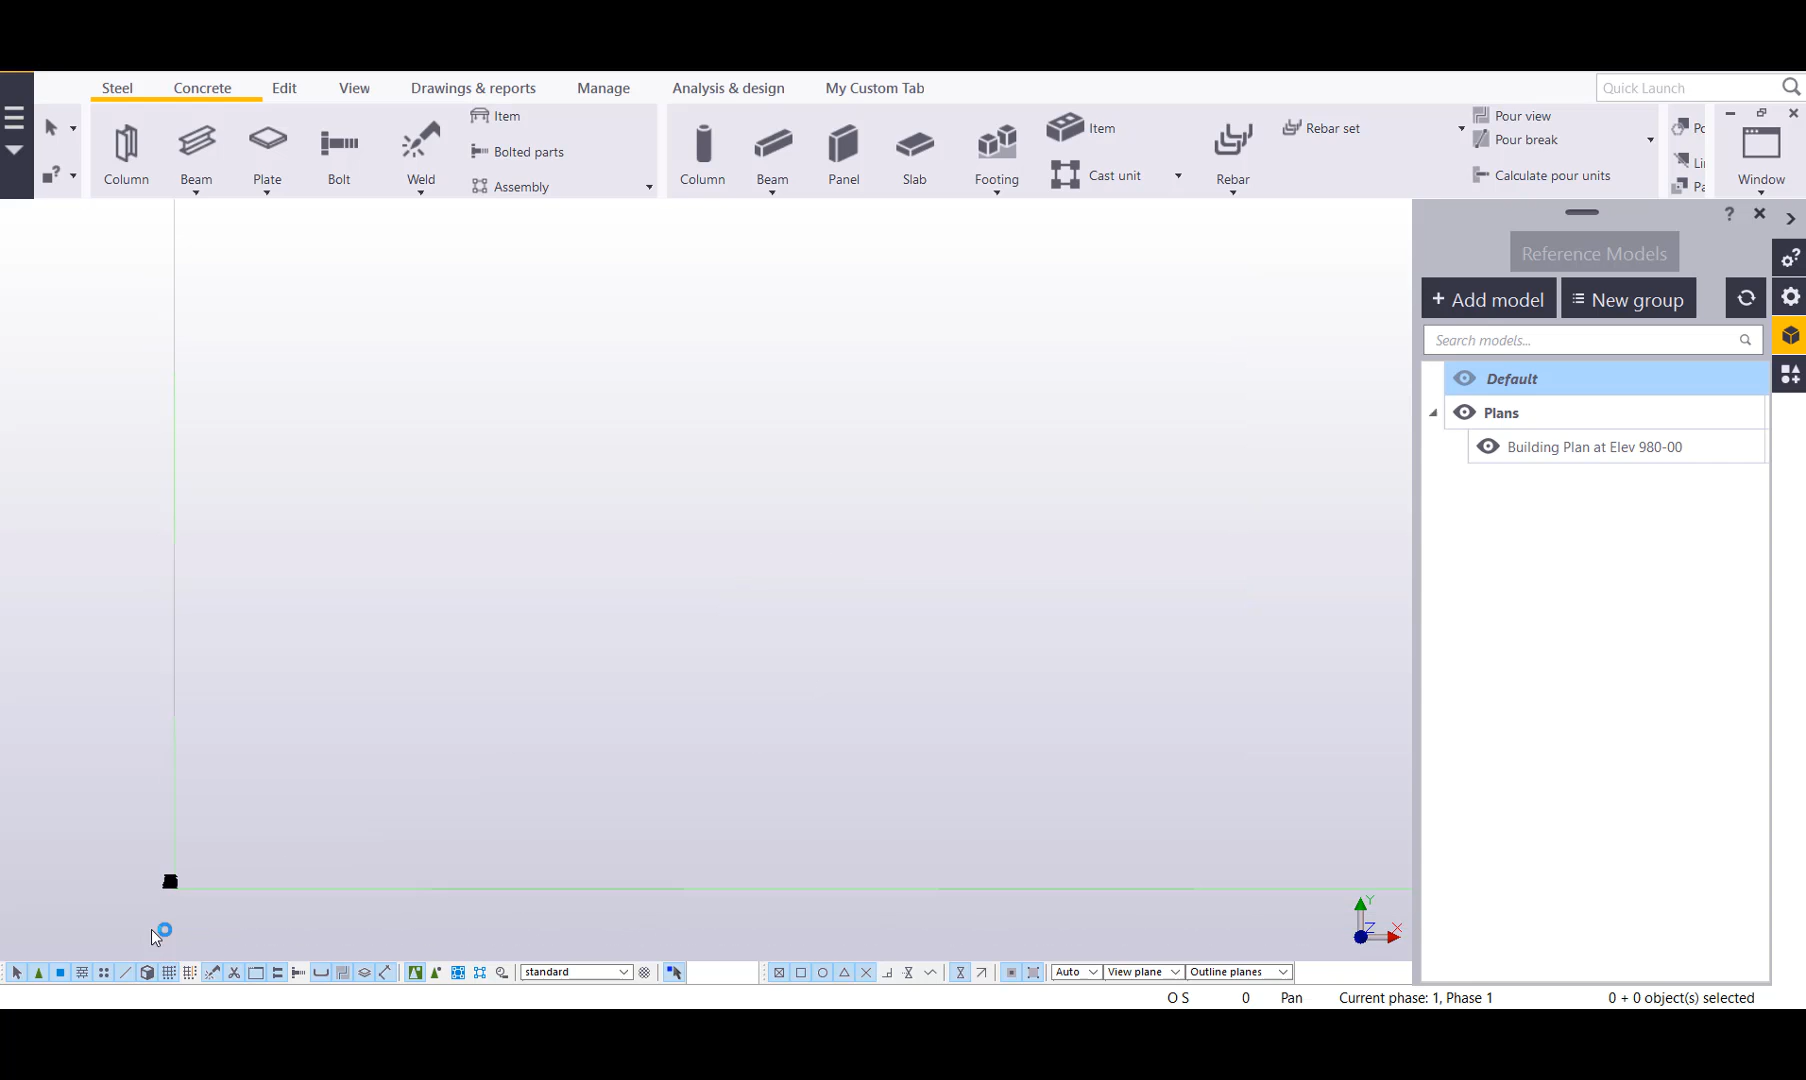 Steel Concrete Edit View Drawings & reports Manage Analysis & design My Custom Tab Quick Launch
Item
Bolted parts
Assembly
Column Beam Plate Bolt Weld
Column Beam Panel Slab Footing
Item
Cast unit
Rebar
Rebar set
Pour view
Pour break
Calculate pour units
Po
Li
Pa
Window
?
Reference Models
+ Add model New group
Search models...
Default
Plans
Building Plan at Elev 980-00
Y
Z
X
standard Auto View plane Outline planes
O S 0 Pan Current phase: 1, Phase 1 0 + 0 object(s) selected